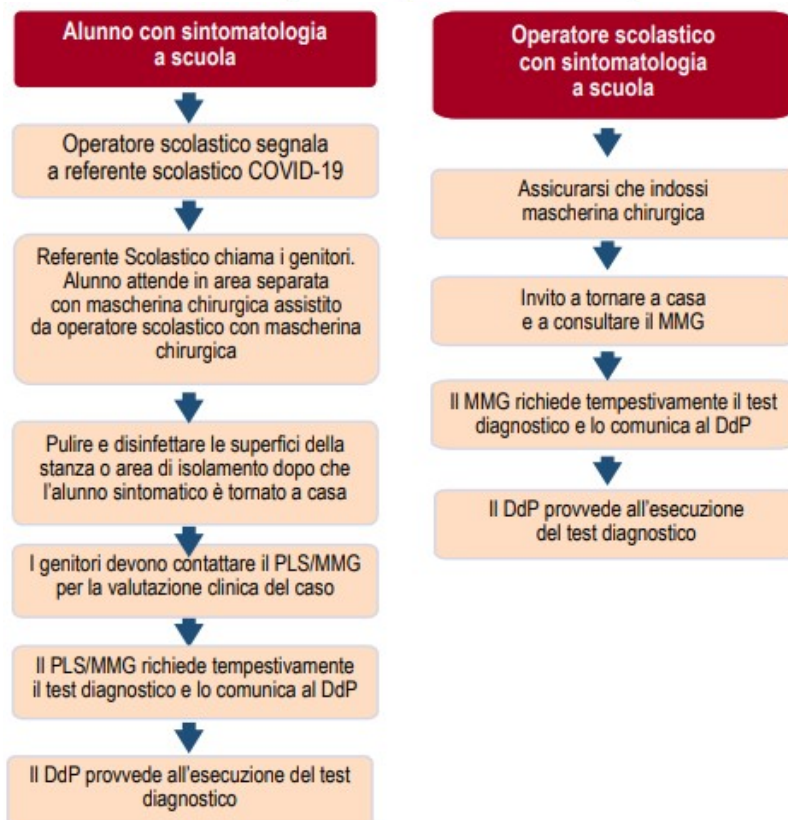 Alunno con sintomatologia
a scuola
Operatore scolastico segnala
a referente scolastico COVID-19
Referente Scolastico chiama i genitori.
Alunno attende in area separata
con mascherina chirurgica assistito
da operatore scolastico con mascherina
chirurgica
Pulire e disinfettare le superfici della
stanza o area di isolamento dopo che
l'alunno sintomatico è tornato a casa
I genitori devono contattare il PLS/MMG
per la valutazione clinica del caso
Il PLS/MMG richiede tempestivamente
il test diagnostico e lo comunica al DdP
Il DdP provvede all'esecuzione del test
diagnostico
Operatore scolastico
con sintomatologia
a scuola
Assicurarsi che indossi
mascherina chirurgica
Invito a tornare a casa
e a consultare il MMG
Il MMG richiede tempestivamente il test
diagnostico e lo comunica al DdP
Il DdP provvede all'esecuzione
del test diagnostico